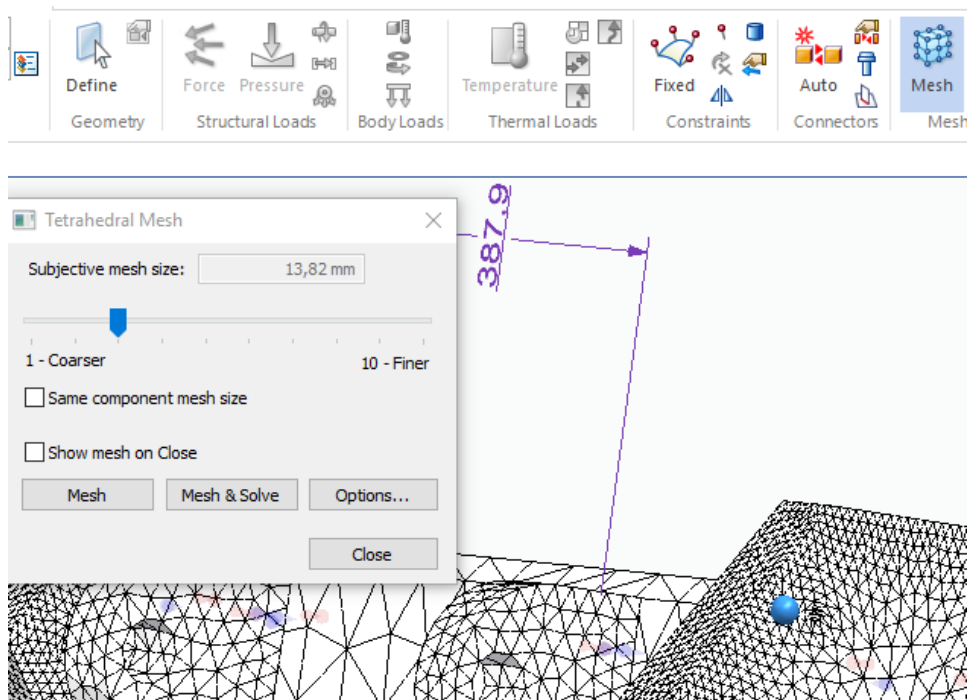 Define
Force Pressure
Temperature
Fixed
Auto
Mesh
Geometry
Structural Loads
Body Loads
Thermal Loads
Constraints
Connectors
Mesh
Tetrahedral Mesh
Subjective mesh size: 13,82 mm
1 - Coarser 10 - Finer
Same component mesh size
Show mesh on Close
Mesh Mesh & Solve Options...
Close
387.9